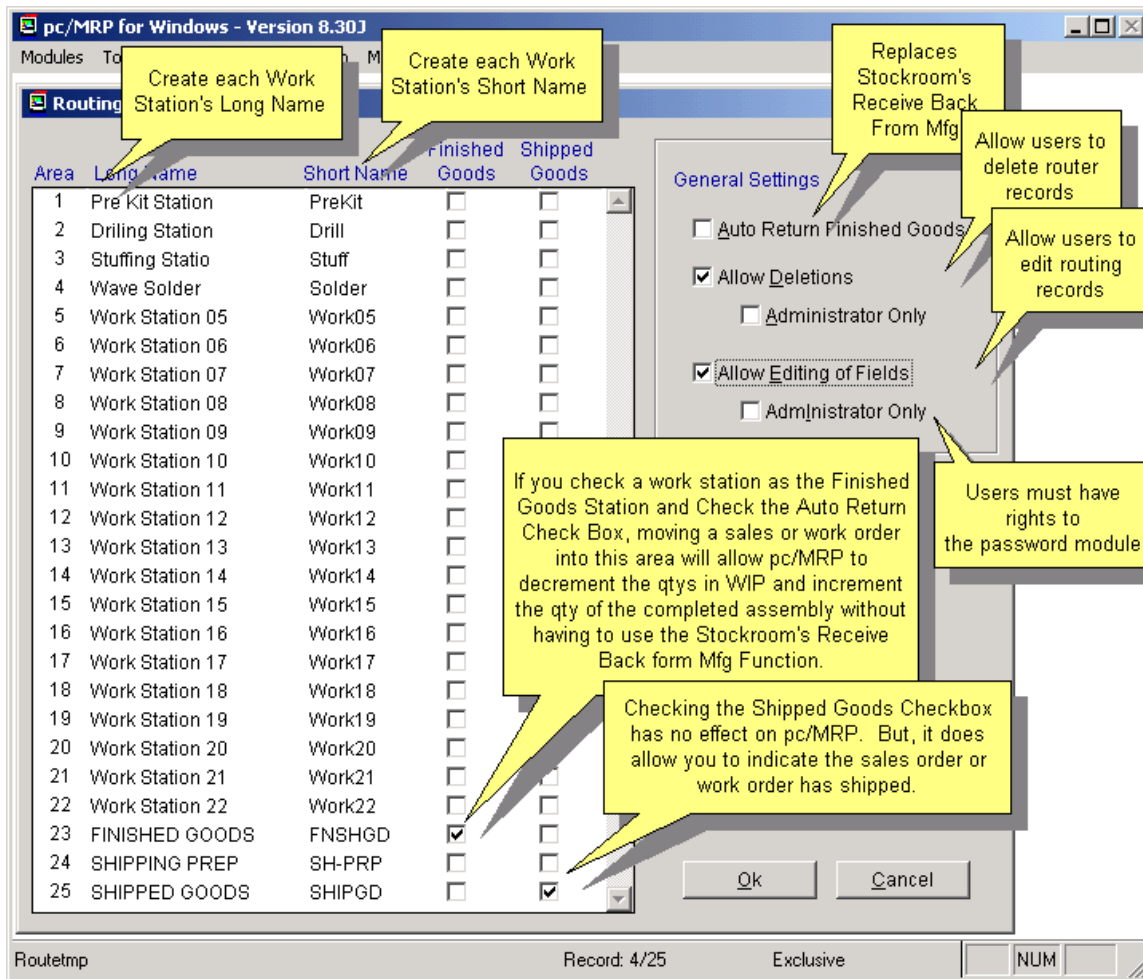 pc/MRP for Windows - Version 8.30J
Modules To
Create each Work
Station's Long Name
Create each Work
Station's Short Name
Replaces
Stockroom's
Receive Back
From Mfg
Allow users to
delete router
records
Allow users to
edit routing
records
Routing
Area Long Name Short Name Finished Goods Shipped Goods
1 Pre Kit Station PreKit
2 Driling Station Drill
3 Stuffing Statio Stuff
4 Wave Solder Solder
5 Work Station 05 Work05
6 Work Station 06 Work06
7 Work Station 07 Work07
8 Work Station 08 Work08
9 Work Station 09 Work09
10 Work Station 10 Work10
11 Work Station 11 Work11
12 Work Station 12 Work12
13 Work Station 13 Work13
14 Work Station 14 Work14
15 Work Station 15 Work15
16 Work Station 16 Work16
17 Work Station 17 Work17
18 Work Station 18 Work18
19 Work Station 19 Work19
20 Work Station 20 Work20
21 Work Station 21 Work21
22 Work Station 22 Work22
23 FINISHED GOODS FNSHGD
24 SHIPPING PREP SH-PRP
25 SHIPPED GOODS SHIPGD
General Settings
Auto Return Finished Goods
Allow Deletions
Administrator Only
Allow Editing of Fields
AdmInistrator Only
Users must have
rights to
the password module
If you check a work station as the Finished
Goods Station and Check the Auto Return
Check Box, moving a sales or work order
into this area will allow pc/MRP to
decrement the qtys in WIP and increment
the qty of the completed assembly without
having to use the Stockroom's Receive
Back form Mfg Function.
Checking the Shipped Goods Checkbox
has no effect on pc/MRP. But, it does
allow you to indicate the sales order or
work order has shipped.
Ok Cancel
Routetmp Record: 4/25 Exclusive NUM